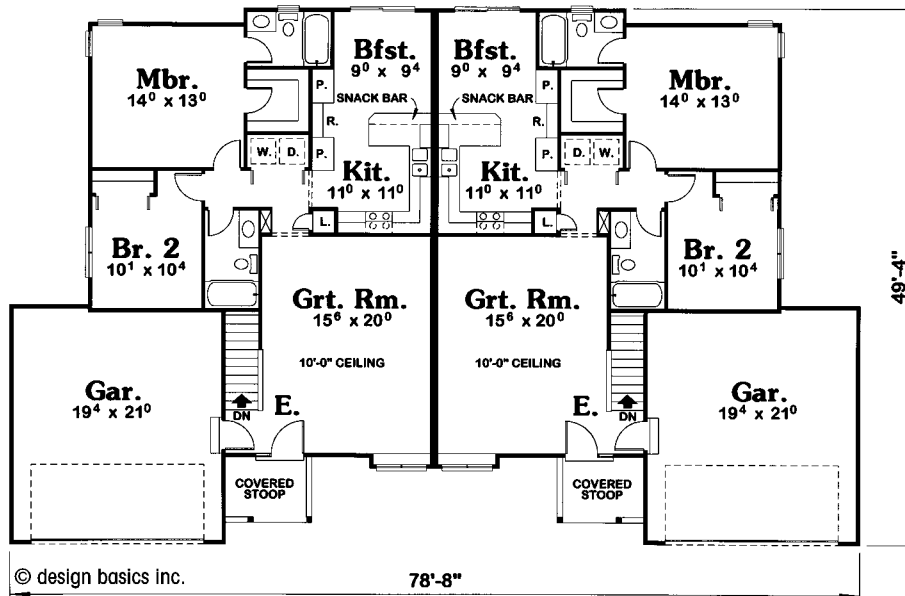 Bfst.
9⁰ x 9⁴
Bfst.
9⁰ x 9⁴
Mbr.
14⁰ x 13⁰
Mbr.
14⁰ x 13⁰
P.
SNACK BAR
SNACK BAR
P.
R.
R.
W. D.
P.
P.
D. W.
Kit.
11⁰ x 11⁰
Kit.
11⁰ x 11⁰
L.
L.
Br. 2
10¹ x 10⁴
Br. 2
10¹ x 10⁴
49'-4"
Grt. Rm.
15⁶ x 20⁰
10'-0" CEILING
Grt. Rm.
15⁶ x 20⁰
10'-0" CEILING
Gar.
19⁴ x 21⁰
Gar.
19⁴ x 21⁰
DN
E.
E.
DN
COVERED
STOOP
COVERED
STOOP
© design basics inc.
78'-8"